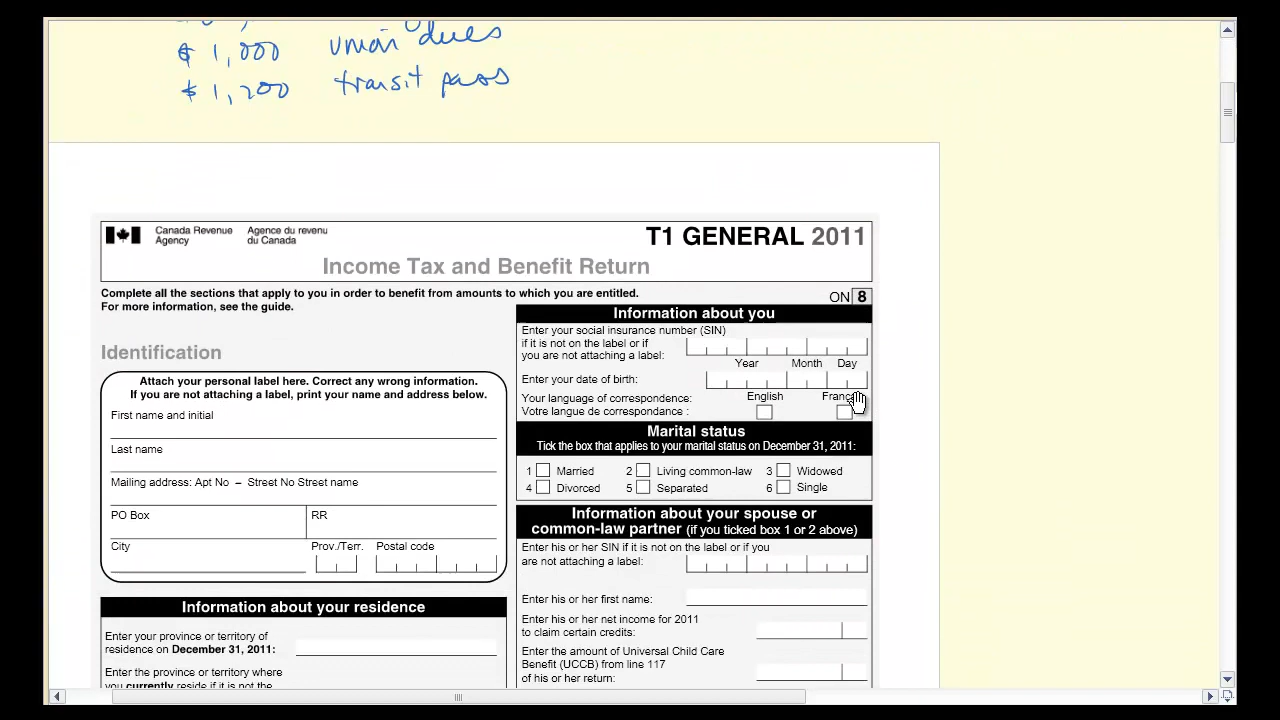 $ 1,000 union dues
$ 1,200 transit pass
Canada Revenue Agency
Agence du revenu du Canada
T1 GENERAL 2011
Income Tax and Benefit Return
Complete all the sections that apply to you in order to benefit from amounts to which you are entitled.
For more information, see the guide.
ON 8
Identification
Attach your personal label here. Correct any wrong information.
If you are not attaching a label, print your name and address below.
First name and initial
Last name
Mailing address: Apt No – Street No Street name
PO Box
RR
City
Prov./Terr.
Postal code
Information about your residence
Enter your province or territory of
residence on December 31, 2011:
Enter the province or territory where
you currently reside if it is not the
Information about you
Enter your social insurance number (SIN)
if it is not on the label or if
you are not attaching a label:
Year Month Day
Enter your date of birth:
Your language of correspondence:
Votre langue de correspondance :
English
Marital status
Tick the box that applies to your marital status on December 31, 2011:
1 Married 2 Living common-law 3 Widowed
4 Divorced 5 Separated 6 Single
Information about your spouse or
common-law partner (if you ticked box 1 or 2 above)
Enter his or her SIN if it is not on the label or if you
are not attaching a label:
Enter his or her first name:
Enter his or her net income for 2011
to claim certain credits:
Enter the amount of Universal Child Care
Benefit (UCCB) from line 117
of his or her return: